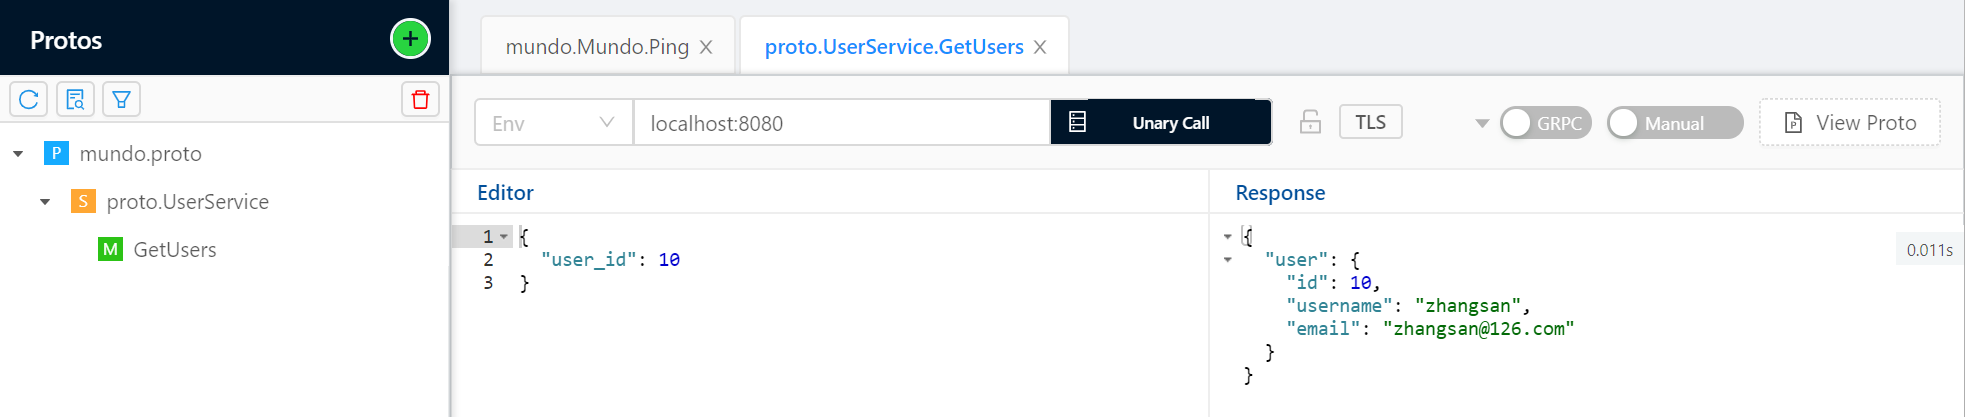 Protos
mundo.proto
P
S
proto.UserService
M
GetUsers
mundo.Mundo.Ping
proto.UserService.GetUsers
Env
localhost:8080
Unary Call
TLS
GRPC
Manual
View Proto
Editor
1 {
2 "user_id": 10
3 }
Response
{
"user": {
"id": 10,
"username": "zhangsan",
"email": "zhangsan@126.com"
}
}
0.011s